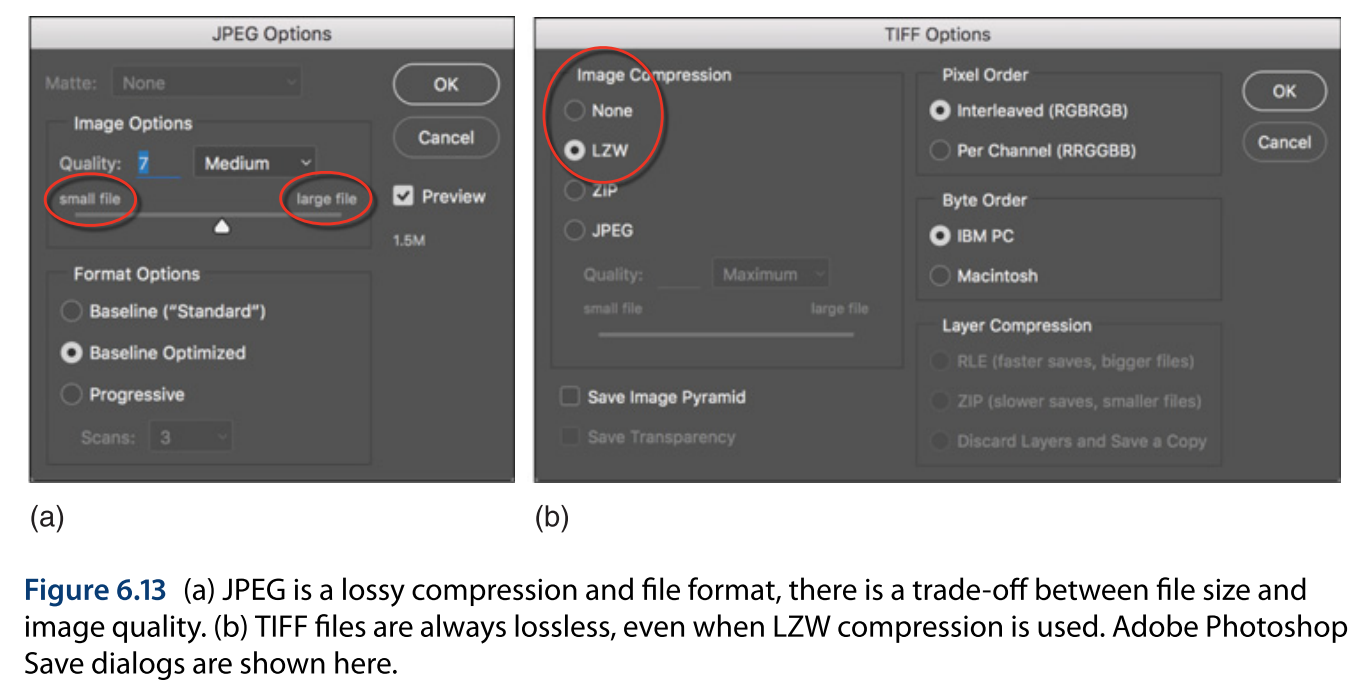 JPEG Options
Matte: None
OK
Image Options
Cancel
Quality: 7 Medium
small file large file
Preview
1.5M
Format Options
Baseline ("Standard")
Baseline Optimized
Progressive
Scans: 3
(a)
TIFF Options
Image Compression
None
LZW
ZIP
JPEG
Quality: Maximum
small file large file
Save Image Pyramid
Save Transparency
Pixel Order
Interleaved (RGBRGB)
Per Channel (RRGGBB)
Byte Order
IBM PC
Macintosh
Layer Compression
RLE (faster saves, bigger files)
ZIP (slower saves, smaller files)
Discard Layers and Save a Copy
OK
Cancel
(b)
Figure 6.13 (a) JPEG is a lossy compression and file format, there is a trade-off between file size and
image quality. (b) TIFF files are always lossless, even when LZW compression is used. Adobe Photoshop
Save dialogs are shown here.